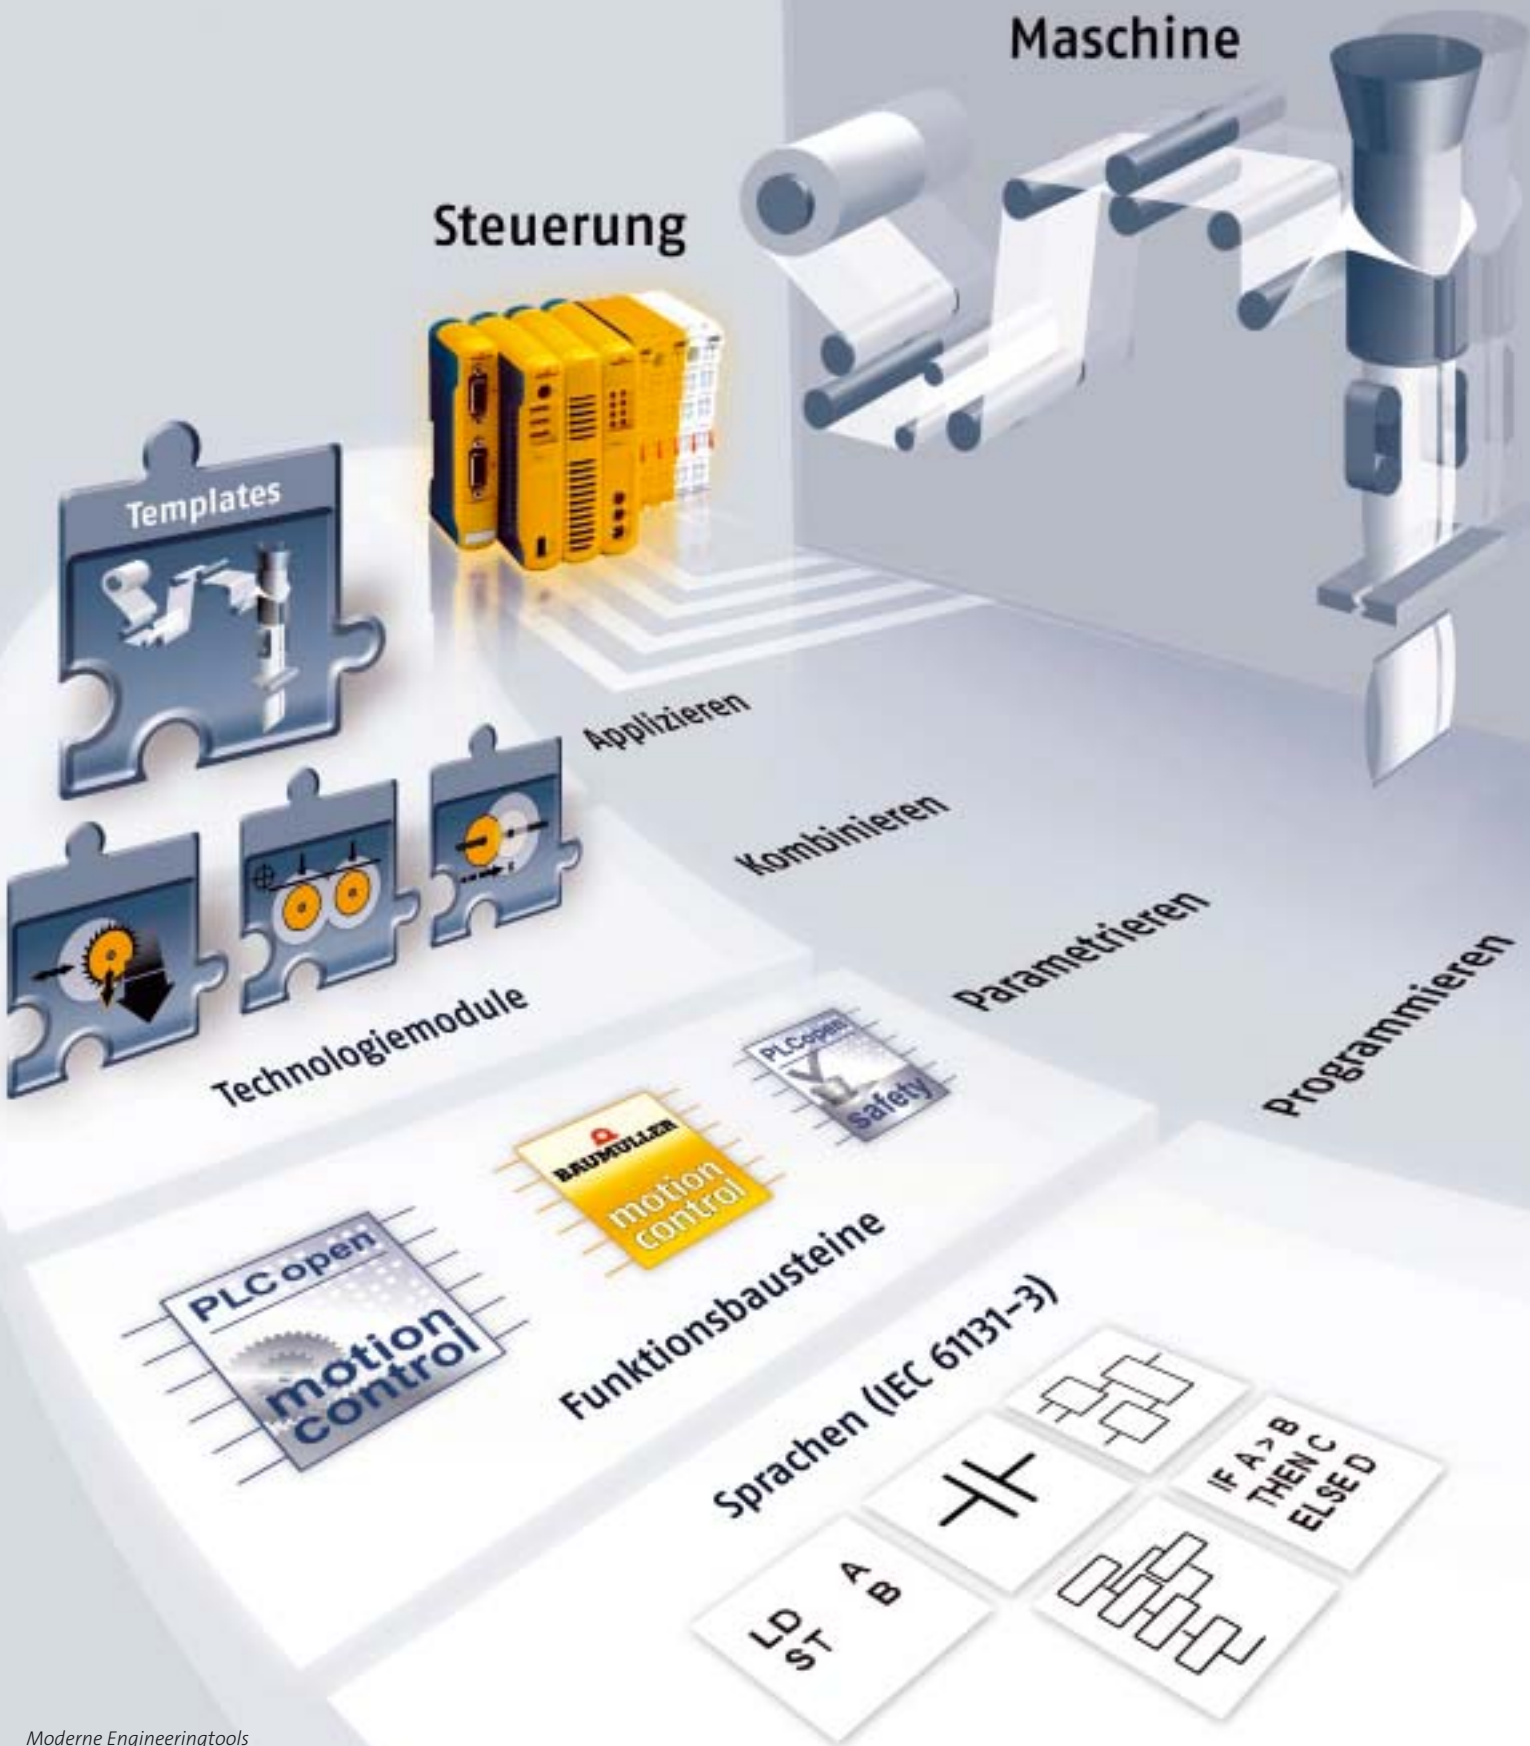 Maschine
Steuerung
Templates
Applizieren
Kombinieren
Parametrieren
Programmieren
Technologiemodule
PLCopen
safety
BAUMULLER
motion
control
PLCopen
motion
control
Funktionsbausteine
Sprachen (IEC 61131-3)
IF A > B
THEN C
ELSE D
LD A
ST B
Moderne Engineeringtools